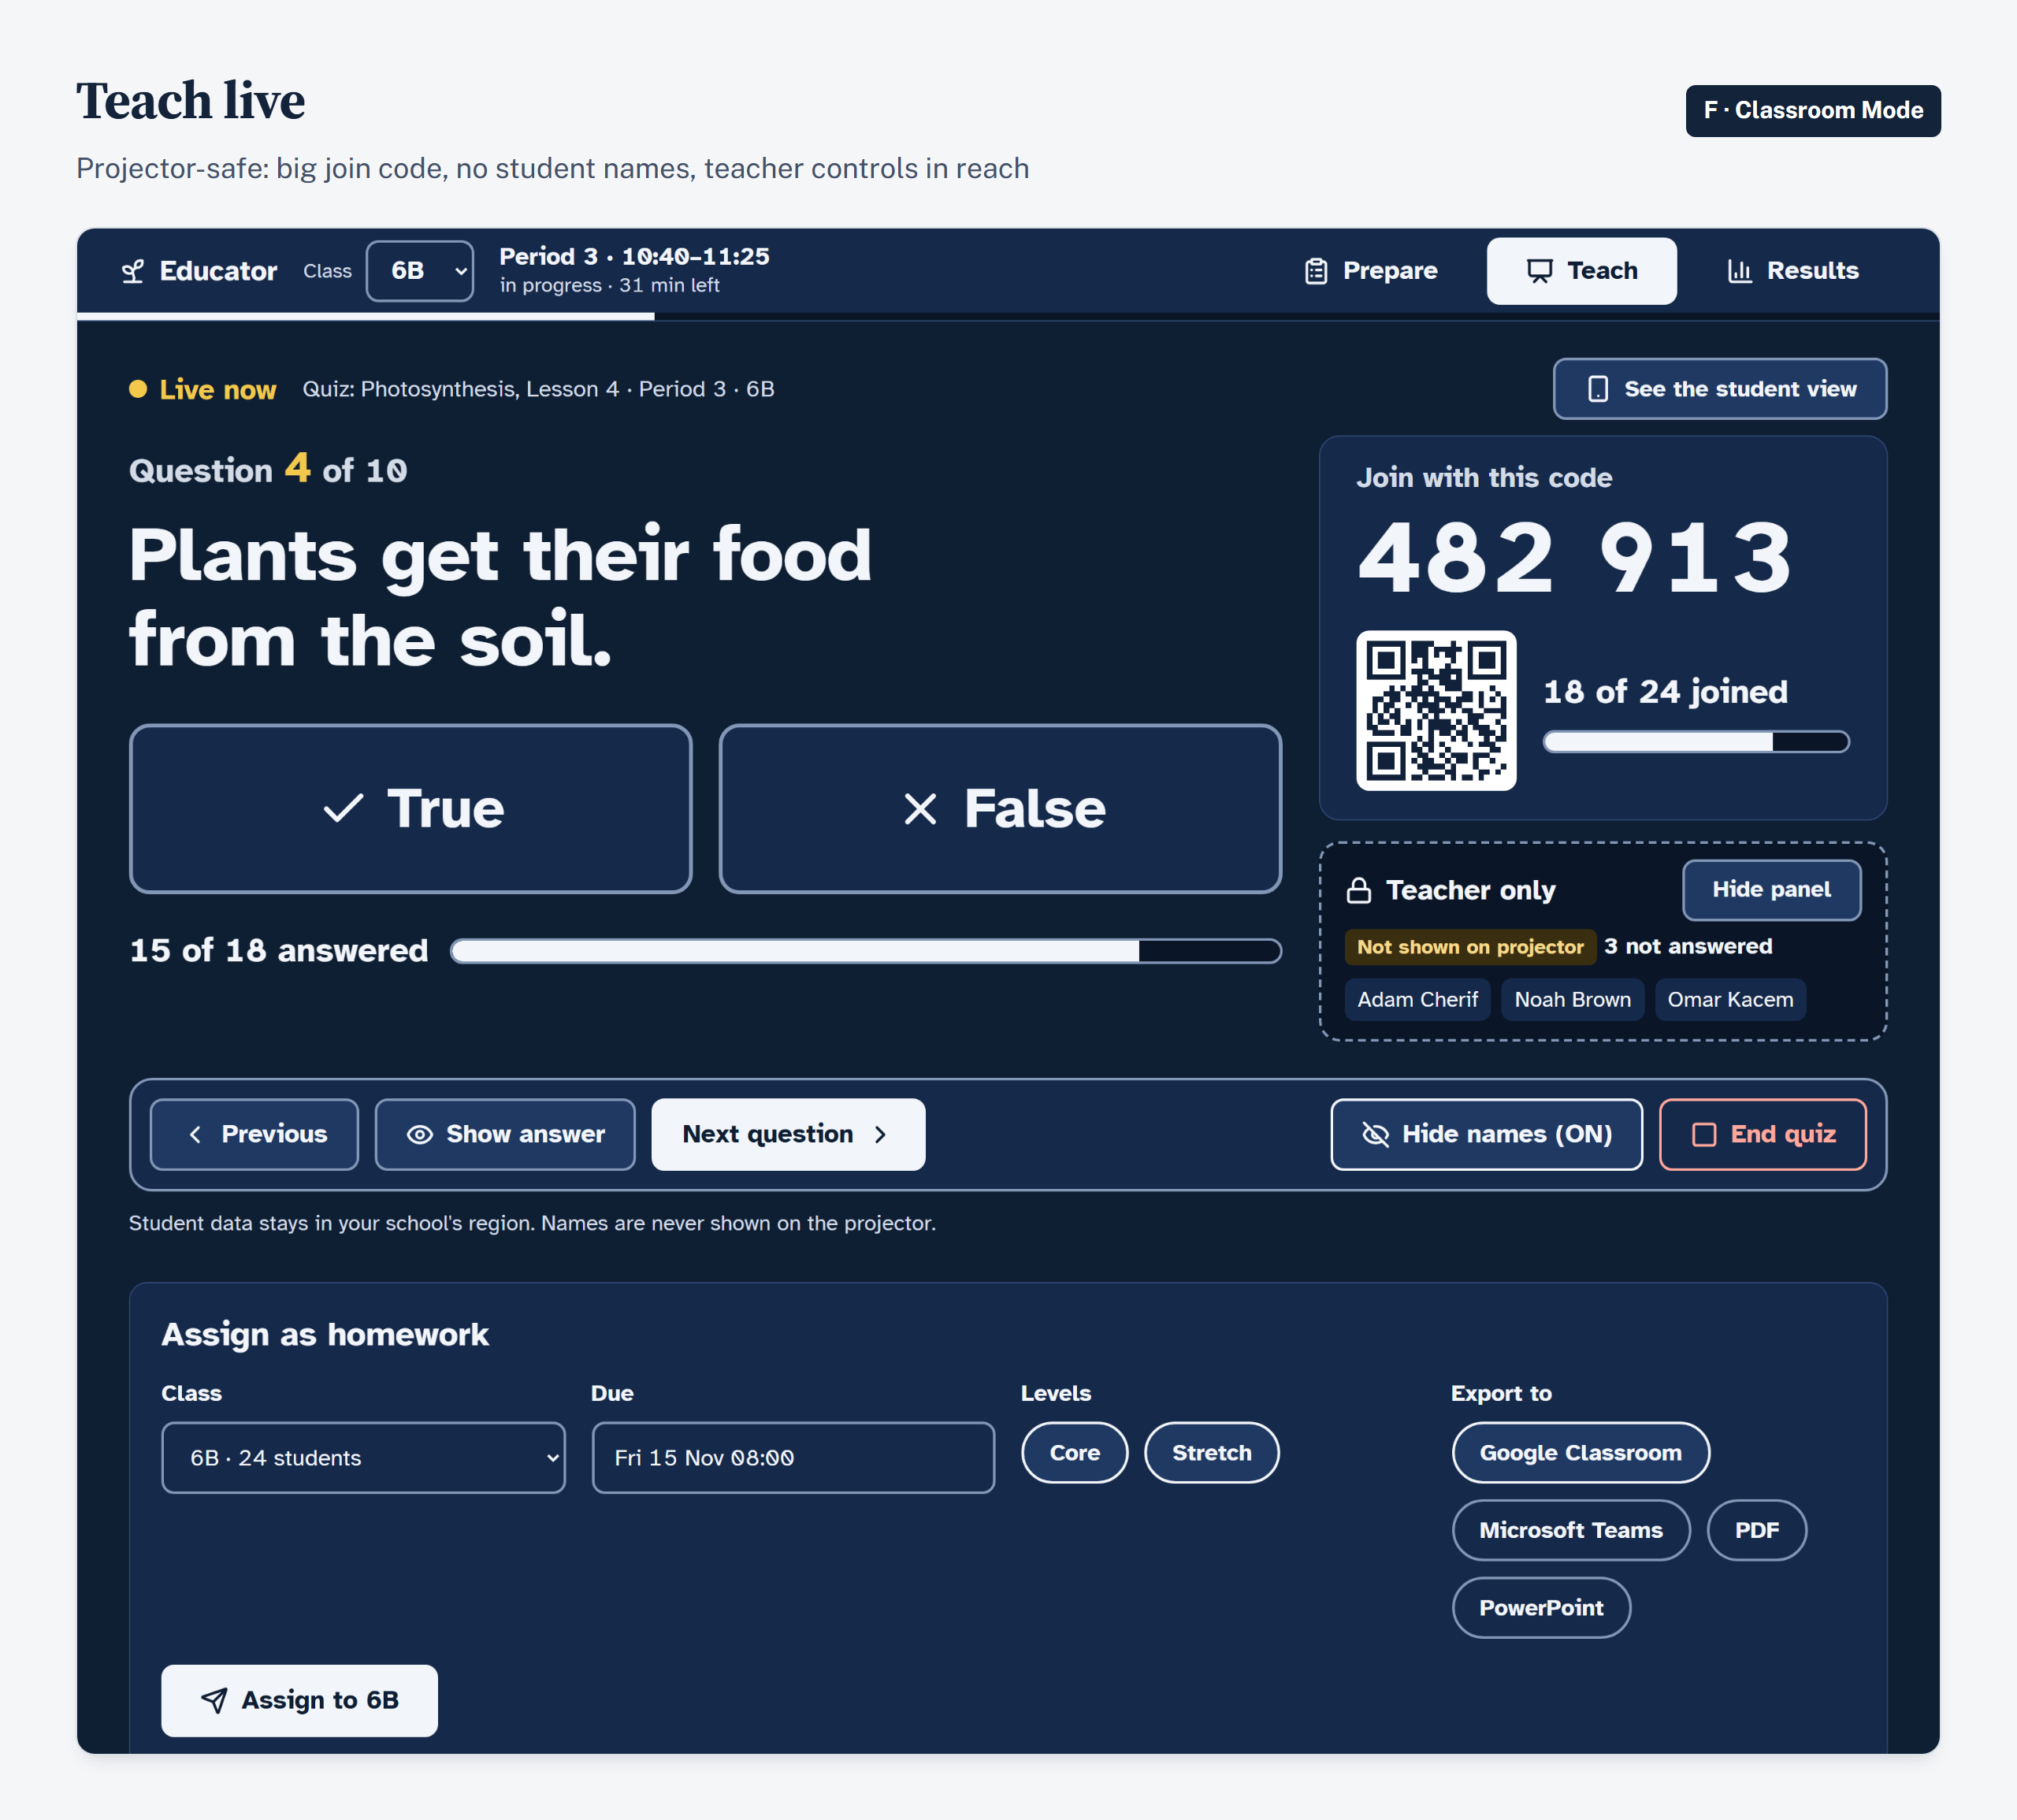 Teach live
F · Classroom Mode
Projector-safe: big join code, no student names, teacher controls in reach
Educator
Class
6B
Period 3 · 10:40–11:25
in progress · 31 min left
Prepare
Teach
Results
Live now
Quiz: Photosynthesis, Lesson 4 · Period 3 · 6B
See the student view
Question 4 of 10
Plants get their food
from the soil.
True
False
15 of 18 answered
Join with this code
482 913
18 of 24 joined
Teacher only
Hide panel
Not shown on projector
3 not answered
Adam Cherif
Noah Brown
Omar Kacem
Previous
Show answer
Next question
Hide names (ON)
End quiz
Student data stays in your school's region. Names are never shown on the projector.
Assign as homework
Class
6B · 24 students
Due
Fri 15 Nov 08:00
Levels
Core
Stretch
Export to
Google Classroom
Microsoft Teams
PDF
PowerPoint
Assign to 6B